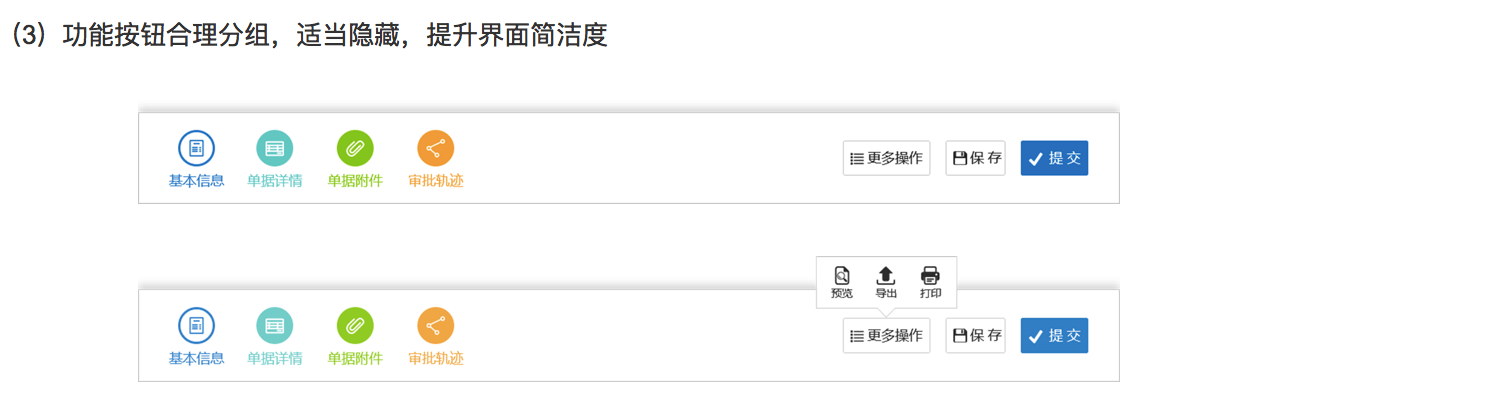 （3）功能按钮合理分组，适当隐藏，提升界面简洁度
基本信息 单据详情 单据附件 审批轨迹 更多操作 保存 提交
预览 导出 打印
基本信息 单据详情 单据附件 审批轨迹 更多操作 保存 提交